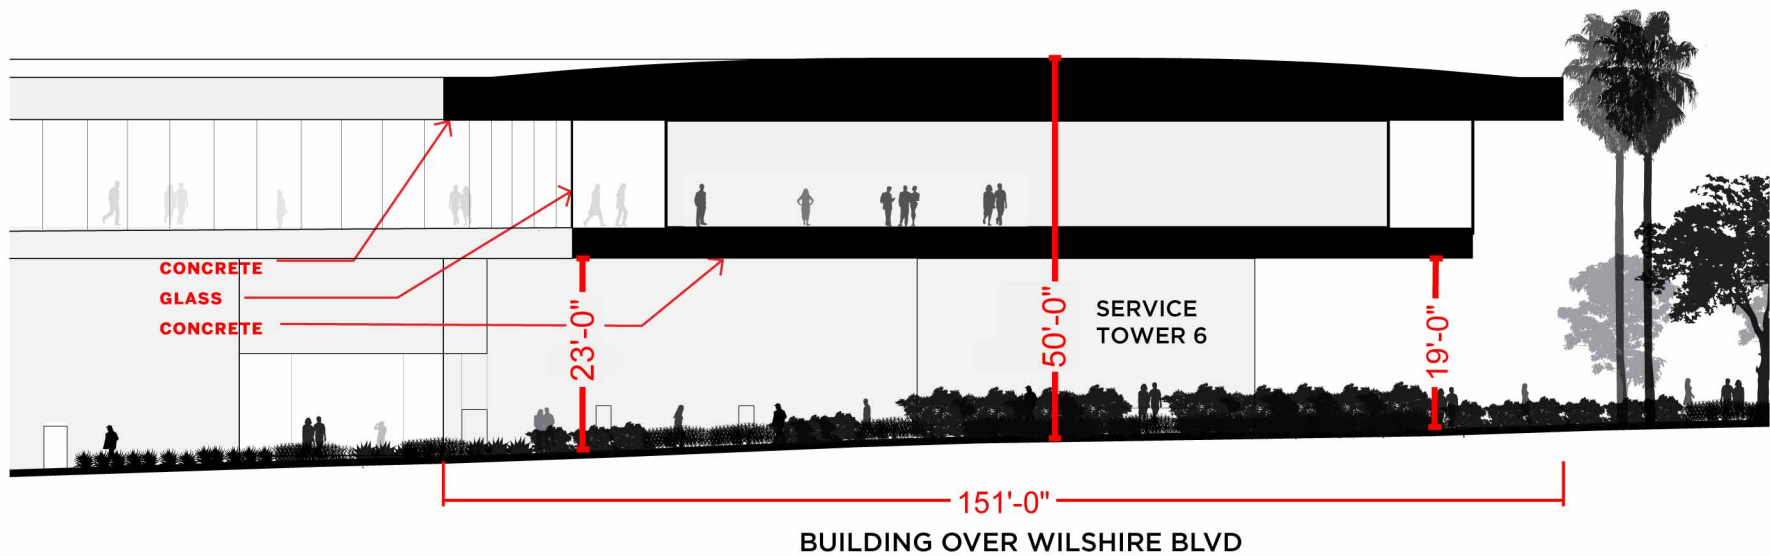 CONCRETE
GLASS
CONCRETE
23'-0"
50'-0"
SERVICE
TOWER 6
19'-0"
151'-0"
BUILDING OVER WILSHIRE BLVD